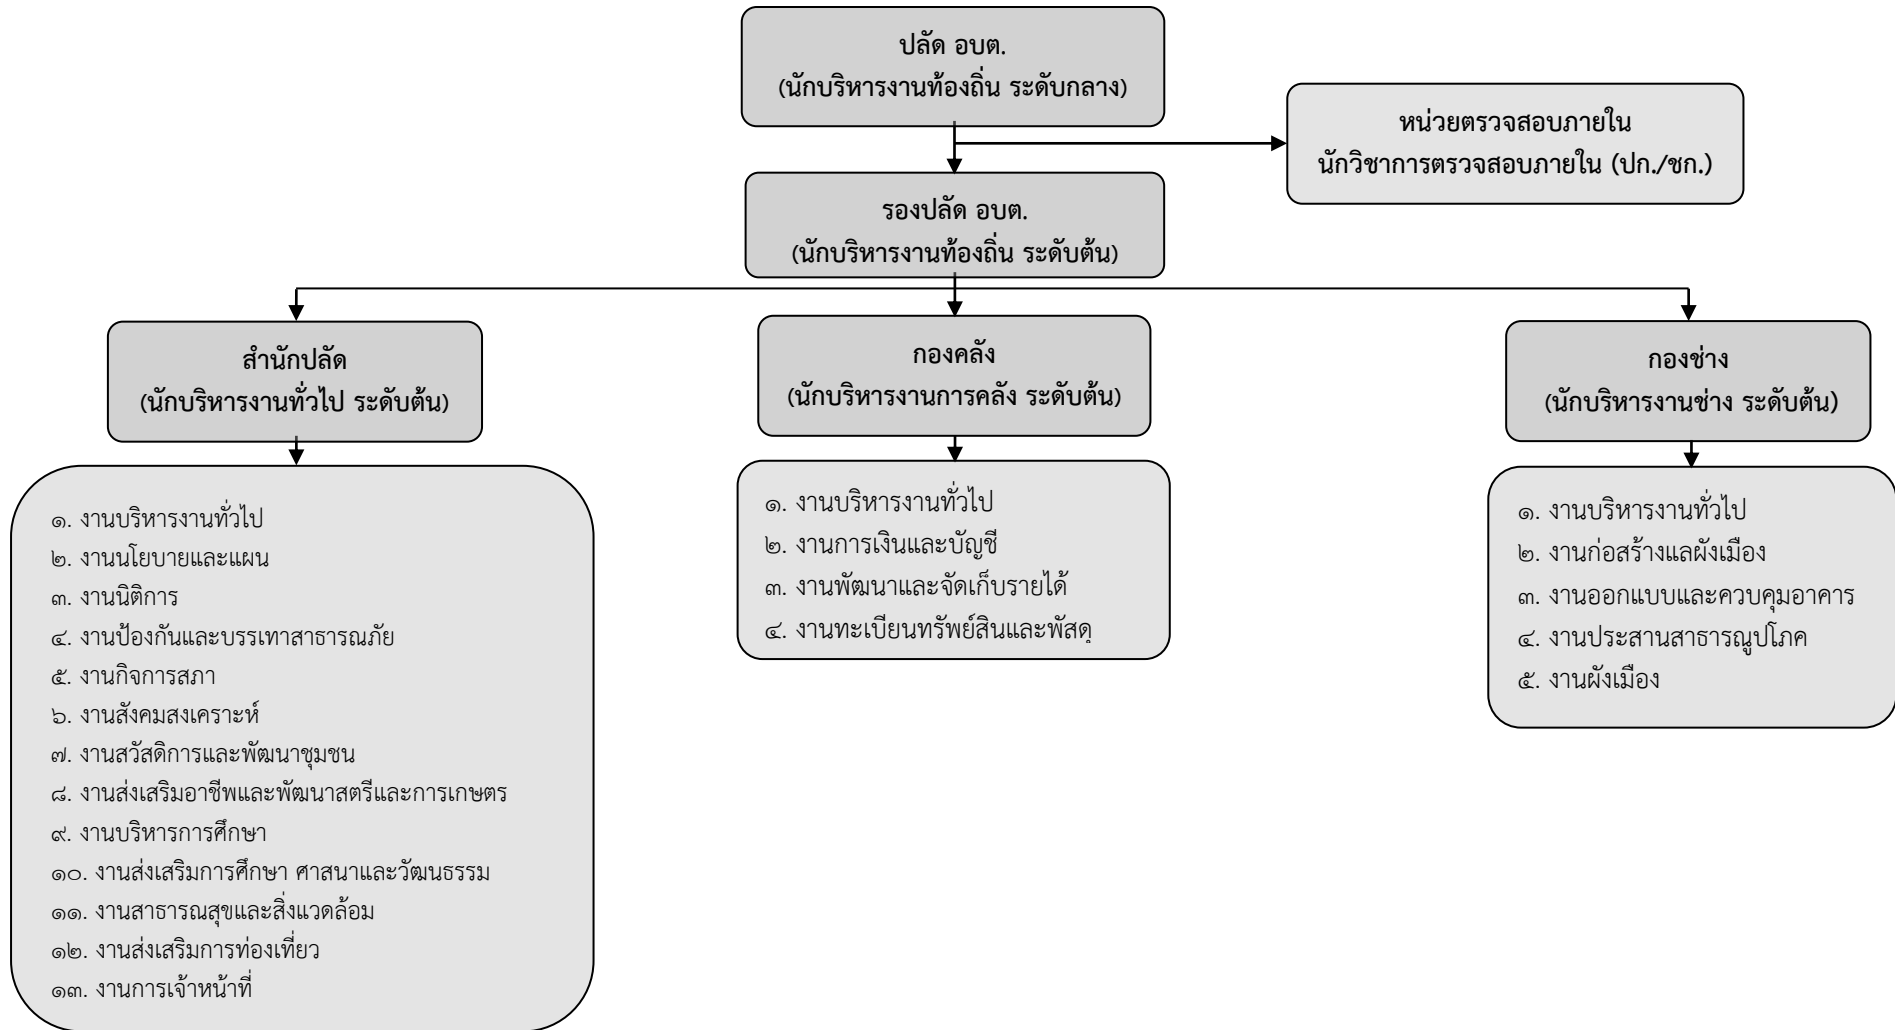 ปลัด อบต.
(นักบริหารงานท้องถิ่น ระดับกลาง)
หน่วยตรวจสอบภายใน
นักวิชาการตรวจสอบภายใน (ปก./ชก.)
รองปลัด อบต.
(นักบริหารงานท้องถิ่น ระดับต้น)
สำนักปลัด
(นักบริหารงานทั่วไป ระดับต้น)
กองคลัง
(นักบริหารงานการคลัง ระดับต้น)
กองช่าง
(นักบริหารงานช่าง ระดับต้น)
๑. งานบริหารงานทั่วไป
๒. งานนโยบายและแผน
๓. งานนิติการ
๔. งานป้องกันและบรรเทาสาธารณภัย
๕. งานกิจการสภา
๖. งานสังคมสงเคราะห์
๗. งานสวัสดิการและพัฒนาชุมชน
๘. งานส่งเสริมอาชีพและพัฒนาสตรีและการเกษตร
๙. งานบริหารการศึกษา
๑๐. งานส่งเสริมการศึกษา ศาสนาและวัฒนธรรม
๑๑. งานสาธารณสุขและสิ่งแวดล้อม
๑๒. งานส่งเสริมการท่องเที่ยว
๑๓. งานการเจ้าหน้าที่
๑. งานบริหารงานทั่วไป
๒. งานการเงินและบัญชี
๓. งานพัฒนาและจัดเก็บรายได้
๔. งานทะเบียนทรัพย์สินและพัสดุ
๑. งานบริหารงานทั่วไป
๒. งานก่อสร้างแลผังเมือง
๓. งานออกแบบและควบคุมอาคาร
๔. งานประสานสาธารณูปโภค
๕. งานผังเมือง